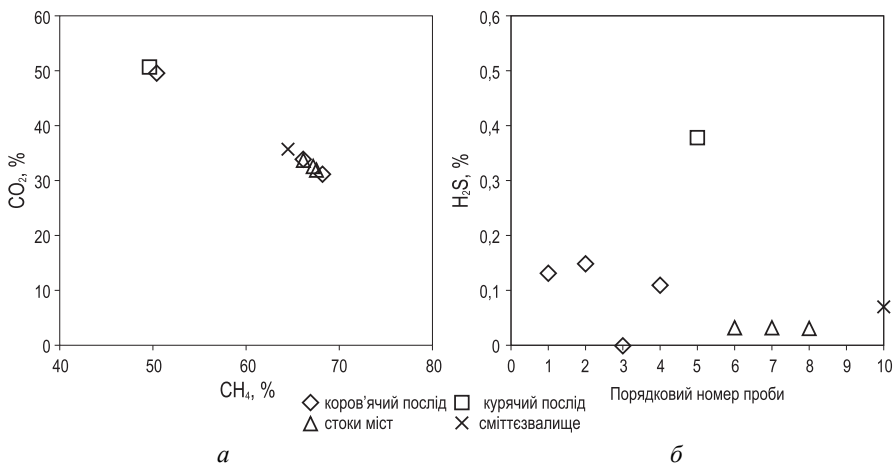 60
50
40
30
20
10
0
CO₂, %
40
50
60
70
80
CH₄, %
0,6
0,5
0,4
0,3
0,2
0,1
0
H₂S, %
0 1 2 3 4 5 6 7 8 9 10
Порядковий номер проби
коров’ячий послід
курячий послід
стоки міст
сміттєзвалище
а
б